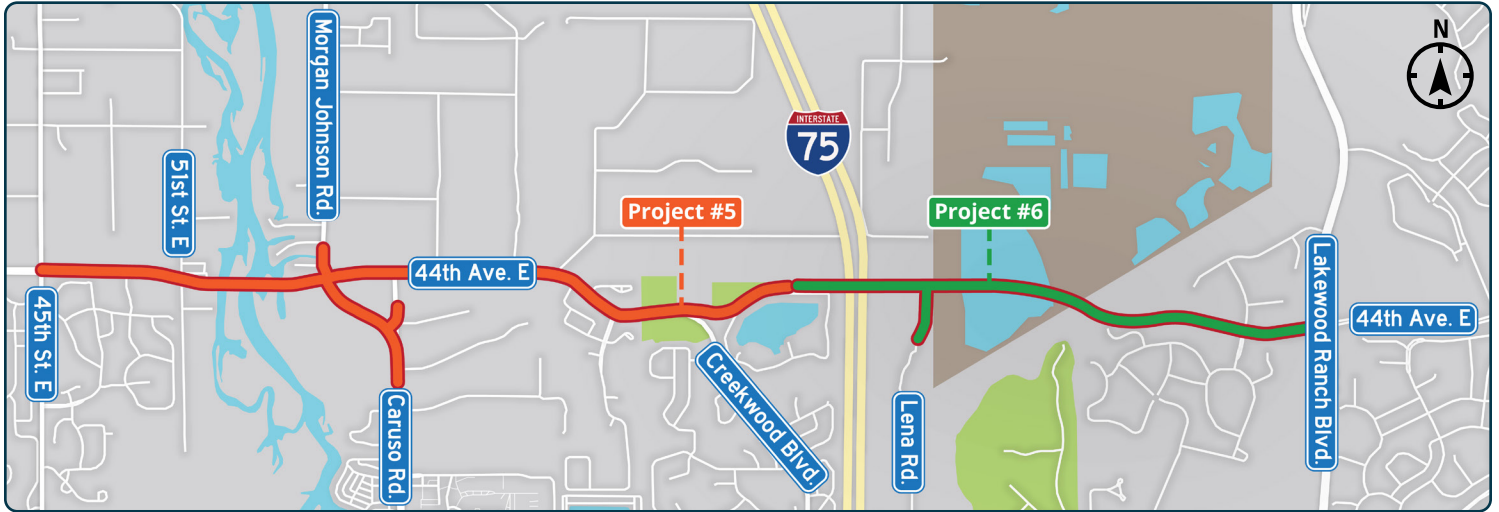 N
Morgan Johnson Rd.
INTERSTATE
75
51st St. E
Project #5
Project #6
44th Ave. E
45th St. E
44th Ave. E
Lakewood Ranch Blvd.
Creekwood Blvd.
Caruso Rd.
Lena Rd.